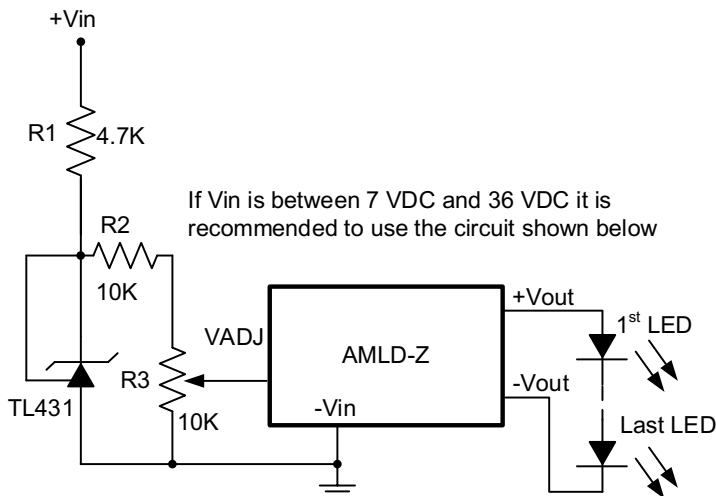 +Vin
R1
4.7K
If Vin is between 7 VDC and 36 VDC it is
recommended to use the circuit shown below
R2
10K
+Vout
VADJ
AMLD-Z
1st LED
R3
-Vout
TL431
10K
-Vin
Last LED